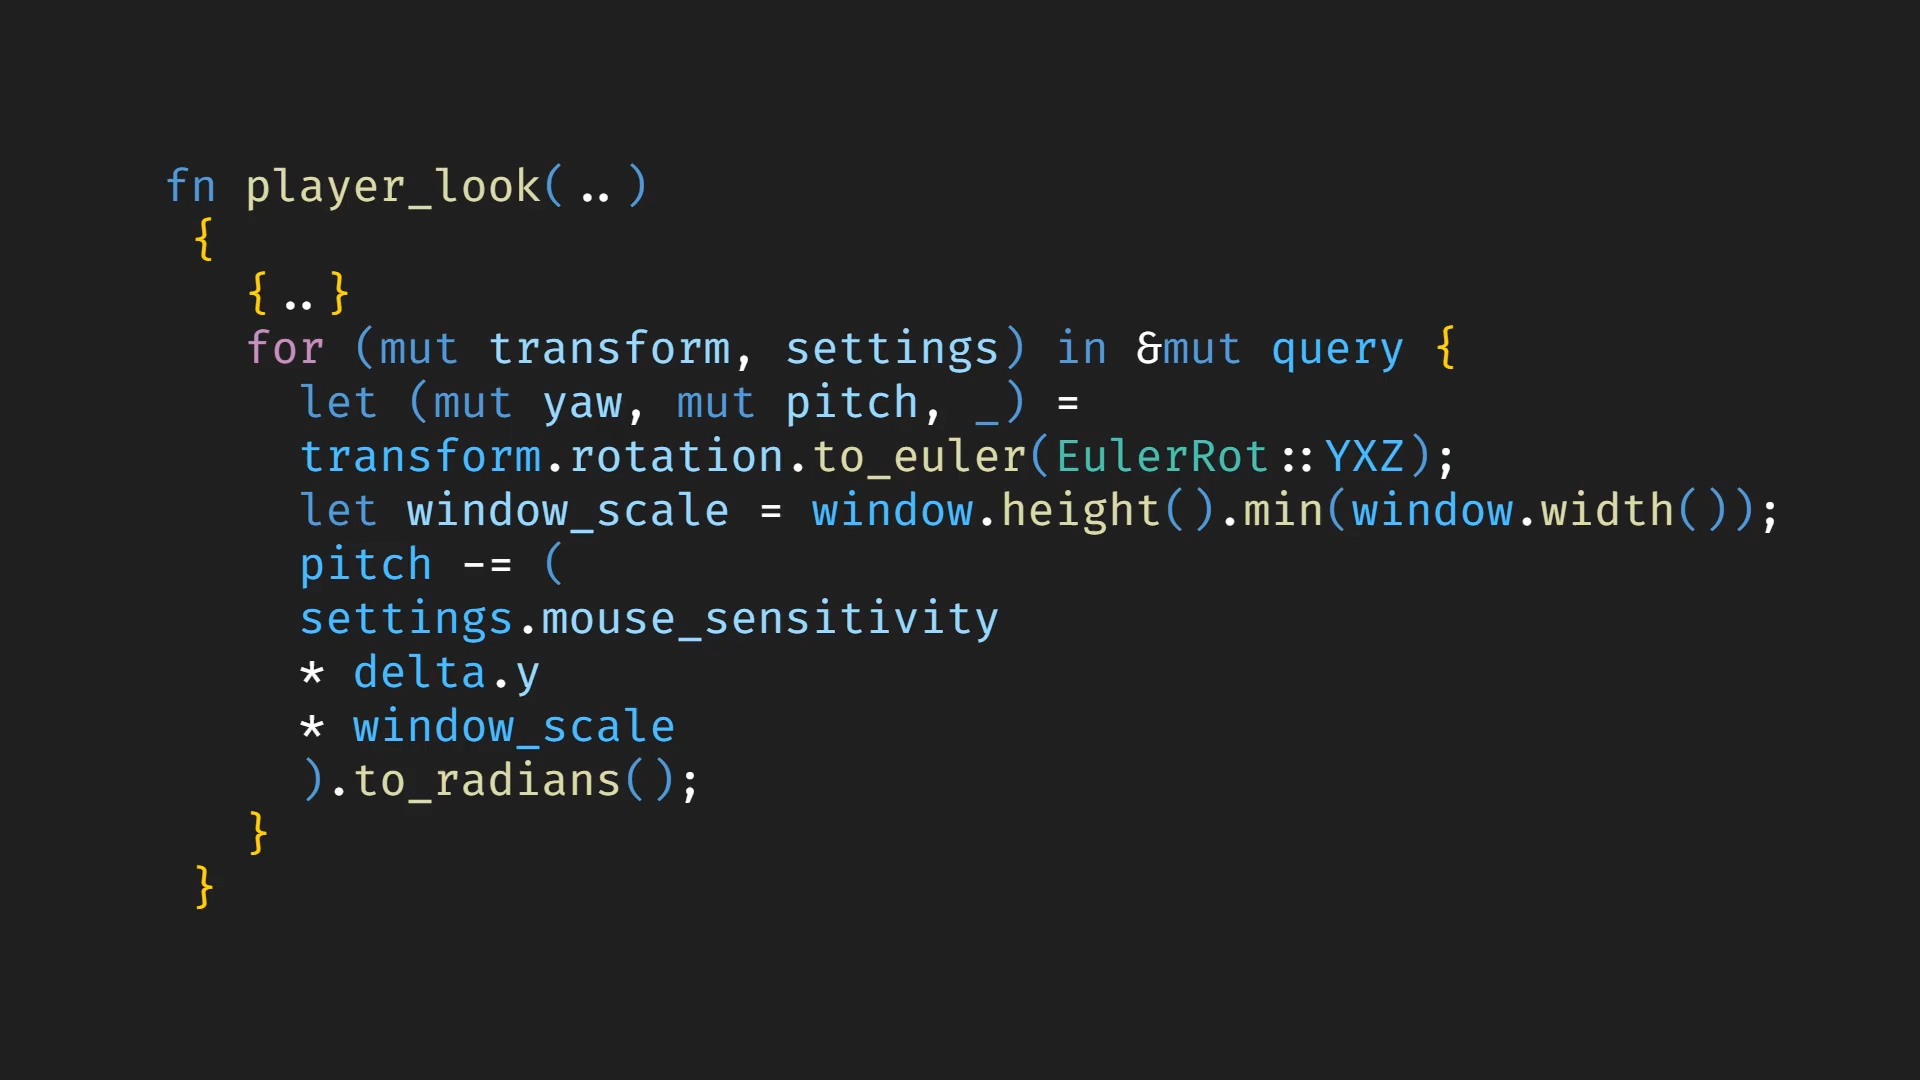 fn player_look(..)
{
{..}
for (mut transform, settings) in &mut query {
let (mut yaw, mut pitch, _) =
transform.rotation.to_euler(EulerRot::YXZ);
let window_scale = window.height().min(window.width());
pitch -= (
settings.mouse_sensitivity
* delta.y
* window_scale
).to_radians();
}
}